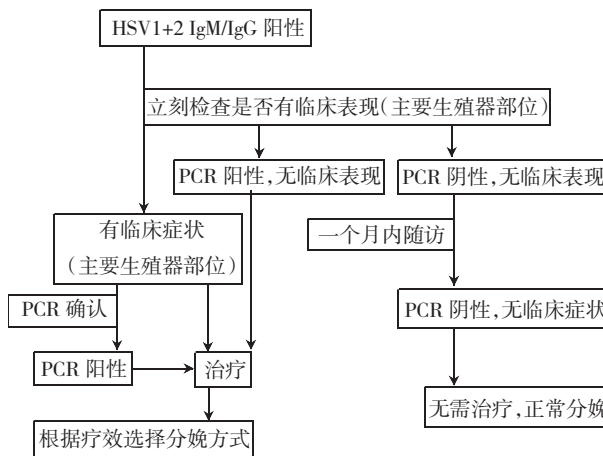 HSV1+2 IgM/IgG 阳性
立刻检查是否有临床表现(主要生殖器部位)
PCR 阳性,无临床表现
PCR 阴性,无临床表现
有临床症状
(主要生殖器部位)
一个月内随访
PCR 确认
PCR 阴性,无临床症状
PCR 阳性
治疗
无需治疗,正常分娩
根据疗效选择分娩方式